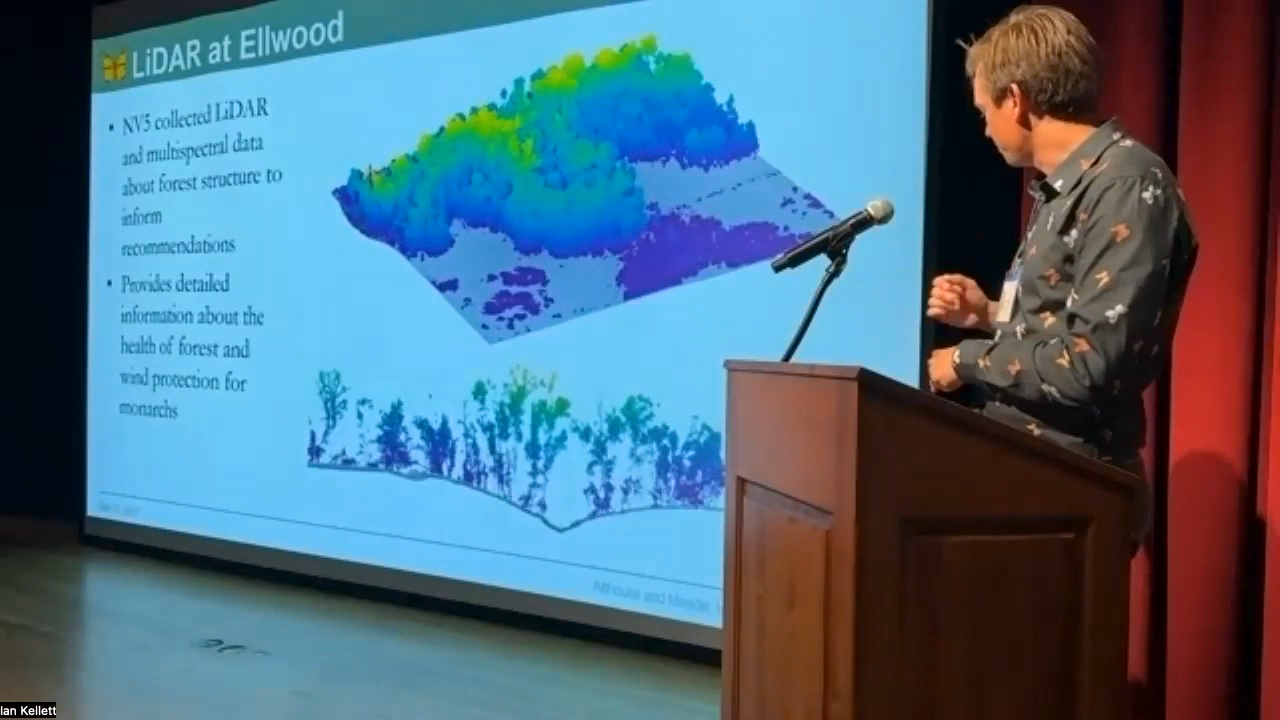 LiDAR at Ellwood
• NV5 collected LiDAR
and multispectral data
about forest structure to
inform
recommendations
• Provides detailed
information about the
health of forest and
wind protection for
monarchs
Althouse and Meade,
Ian Kellett